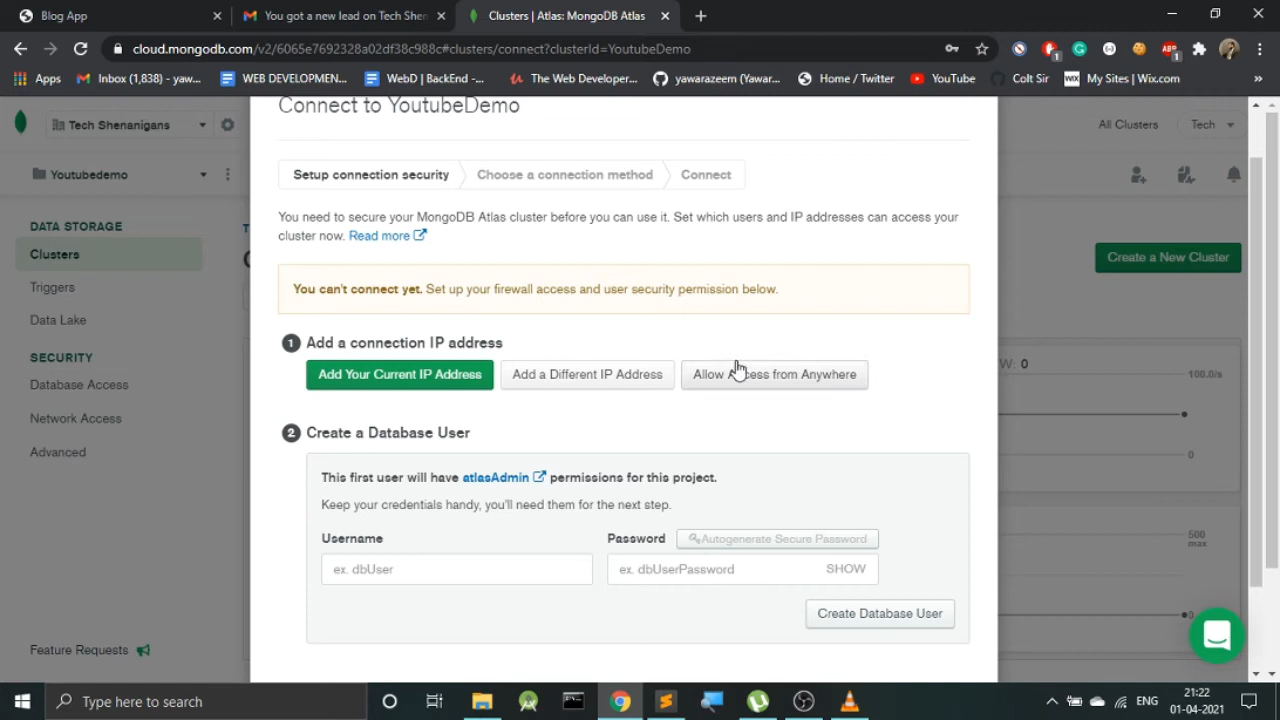 Blog App
You got a new lead on Tech Shen
Clusters | Atlas: MongoDB Atlas
cloud.mongodb.com/v2/6065e7692328a02df38c988c#clusters/connect?clusterId=YoutubeDemo
Apps
Inbox (1,838) - yaw...
WEB DEVELOPMEN...
WebD | BackEnd -...
The Web Developer...
yawarazeem (Yawar...
Home / Twitter
YouTube
Colt Sir
My Sites | Wix.com
Tech Shenanigans
All Clusters
Tech
Youtubedemo
DATA STORAGE
Clusters
Triggers
Data Lake
SECURITY
Database Access
Network Access
Advanced
Feature Requests
Create a New Cluster
W: 0
100.0/s
0
500
max
0
Connect to YoutubeDemo
Setup connection security
Choose a connection method
Connect
You need to secure your MongoDB Atlas cluster before you can use it. Set which users and IP addresses can access your
cluster now. Read more
You can't connect yet. Set up your firewall access and user security permission below.
1 Add a connection IP address
Add Your Current IP Address
Add a Different IP Address
Allow Access from Anywhere
2 Create a Database User
This first user will have atlasAdmin permissions for this project.
Keep your credentials handy, you'll need them for the next step.
Username
Password
Autogenerate Secure Password
ex. dbUser
ex. dbUserPassword
SHOW
Create Database User
Type here to search
ENG
21:22
01-04-2021